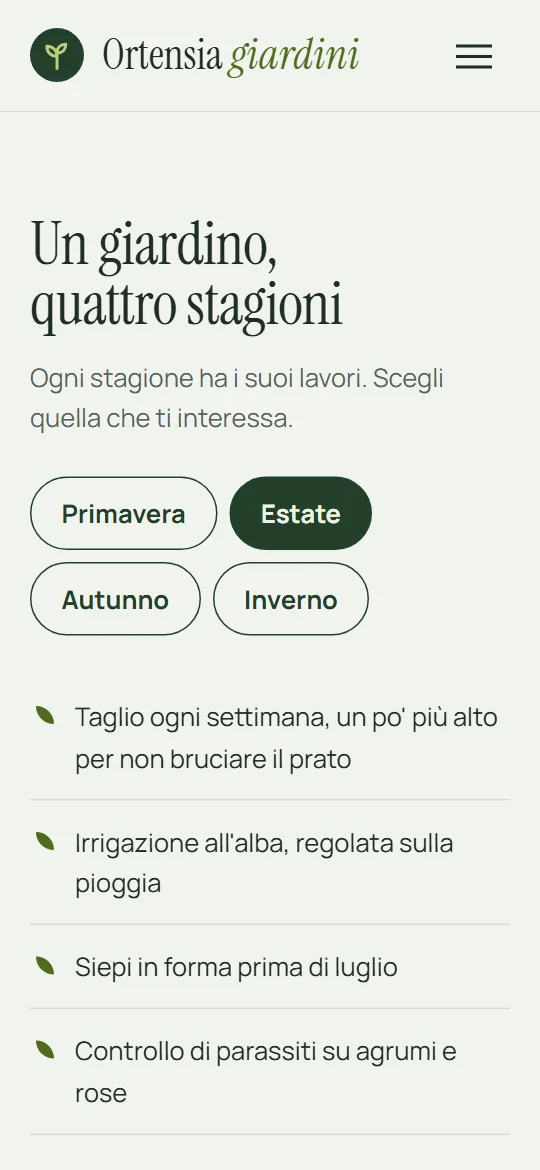 Ortensia giardini
Un giardino,
quattro stagioni
Ogni stagione ha i suoi lavori. Scegli
quella che ti interessa.
Primavera
Estate
Autunno
Inverno
Taglio ogni settimana, un po' più alto
per non bruciare il prato
Irrigazione all'alba, regolata sulla
pioggia
Siepi in forma prima di luglio
Controllo di parassiti su agrumi e
rose